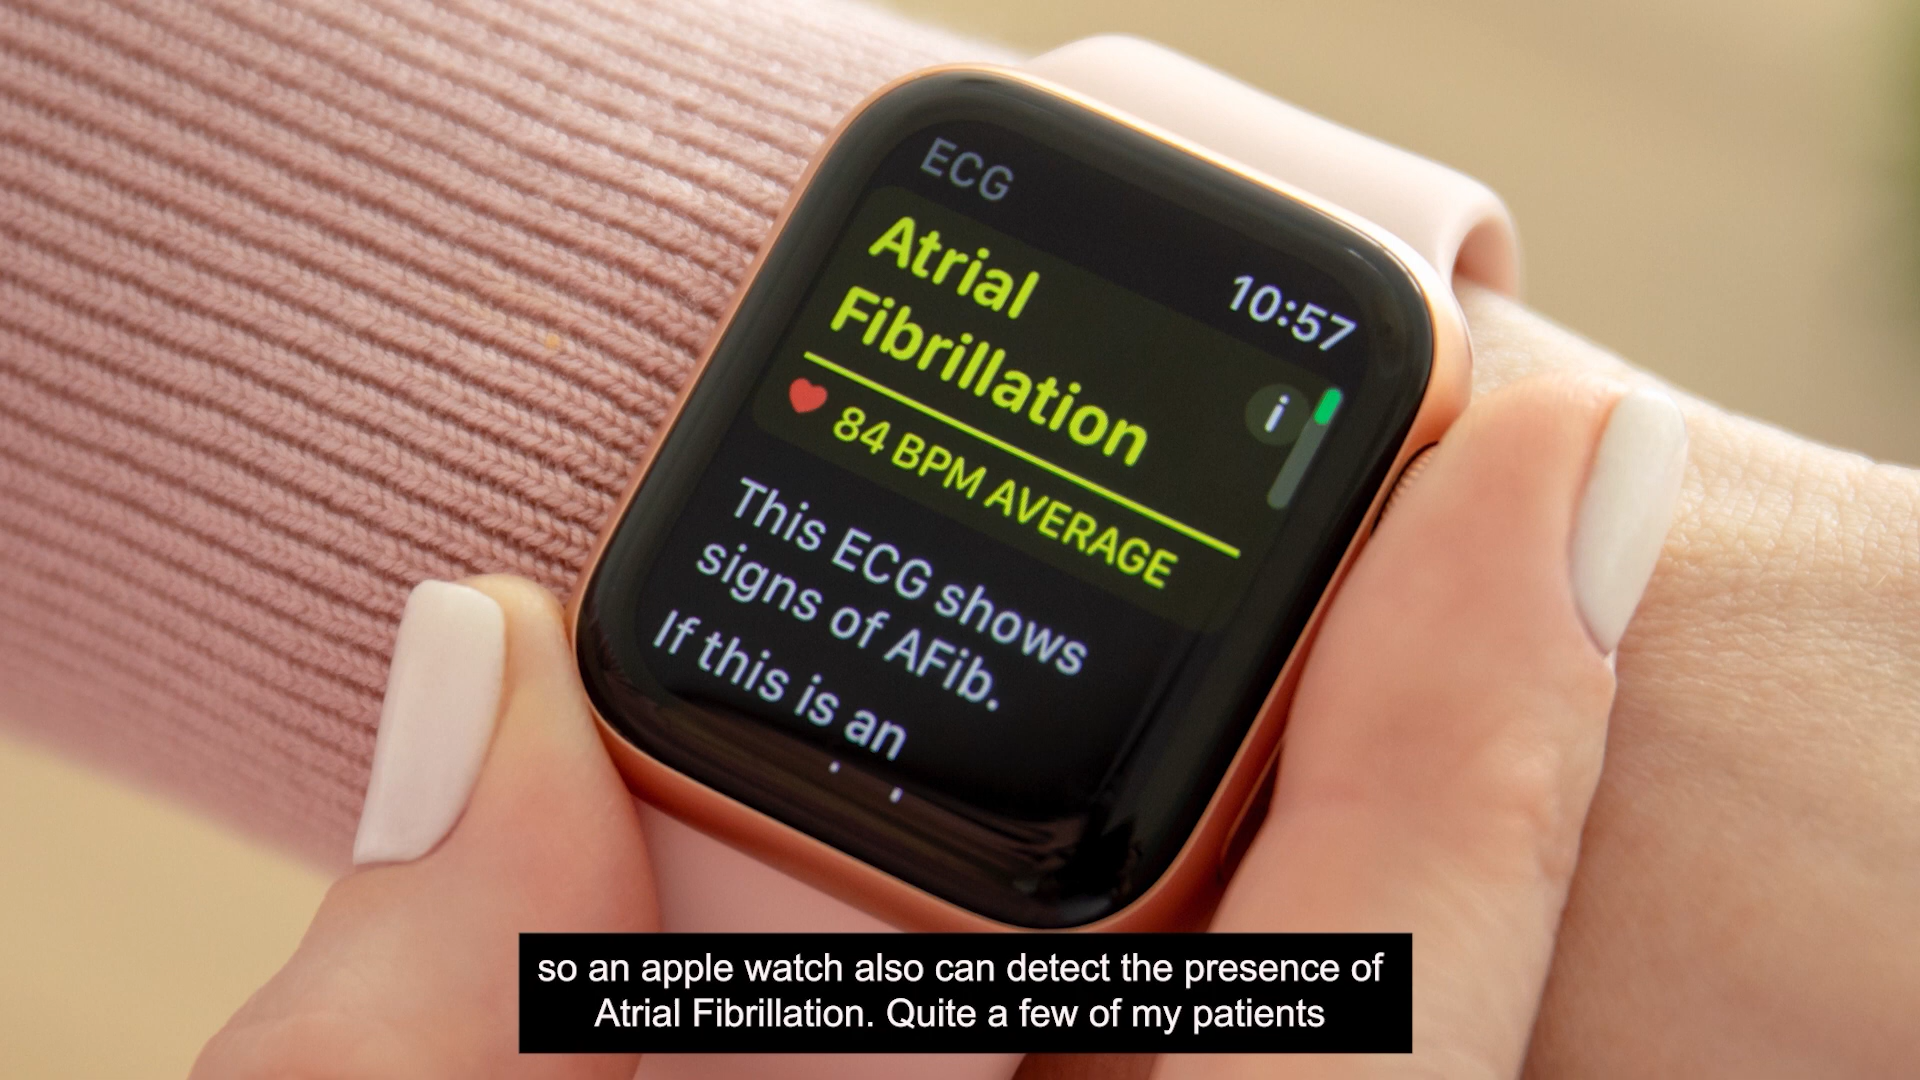 ECG
10:57
Atrial
Fibrillation
i
84 BPM AVERAGE
This ECG shows
signs of AFib.
If this is an
so an apple watch also can detect the presence of
Atrial Fibrillation. Quite a few of my patients